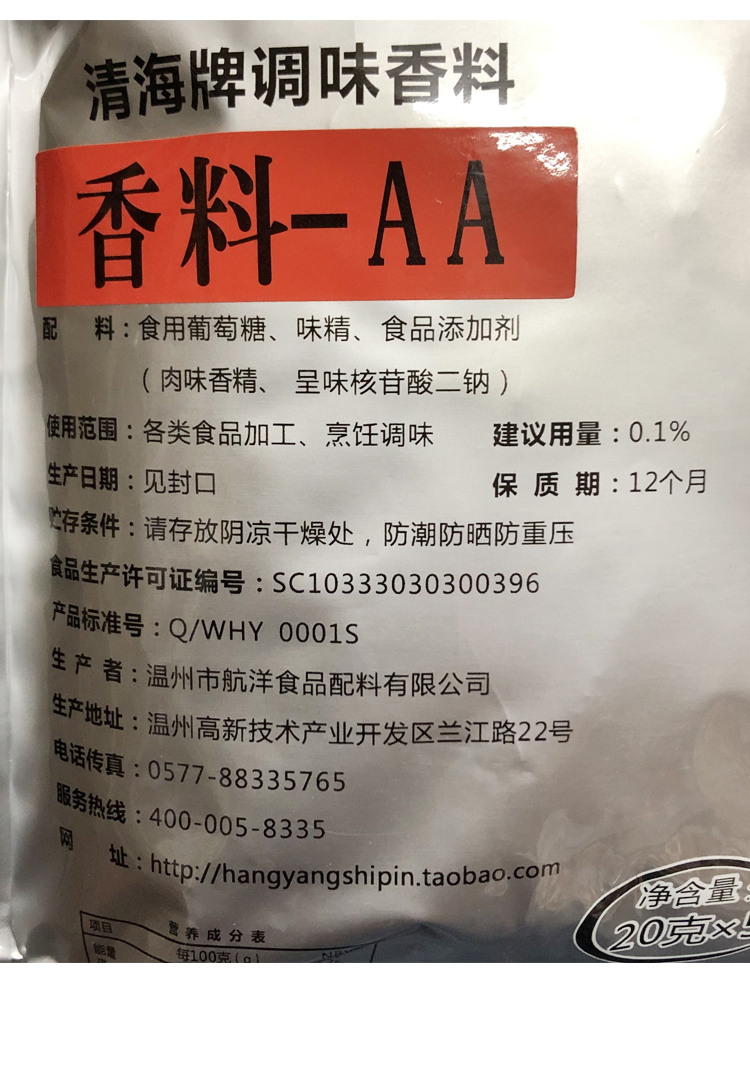 清海牌调味香料
香料-AA
配 料：食用葡萄糖、味精、食品添加剂
（肉味香精、呈味核苷酸二钠）
使用范围：各类食品加工、烹饪调味 建议用量：0.1%
生产日期：见封口 保 质 期：12个月
贮存条件：请存放阴凉干燥处，防潮防晒防重压
食品生产许可证编号：SC10333030300396
产品标准号：Q/WHY 0001S
生 产 者：温州市航洋食品配料有限公司
生产地址：温州高新技术产业开发区兰江路22号
电话传真：0577-88335765
服务热线：400-005-8335
网 址：http://hangyangshipin.taobao.com
净含量：
20克×5
营养成分表
项目 每100克(g)
能量